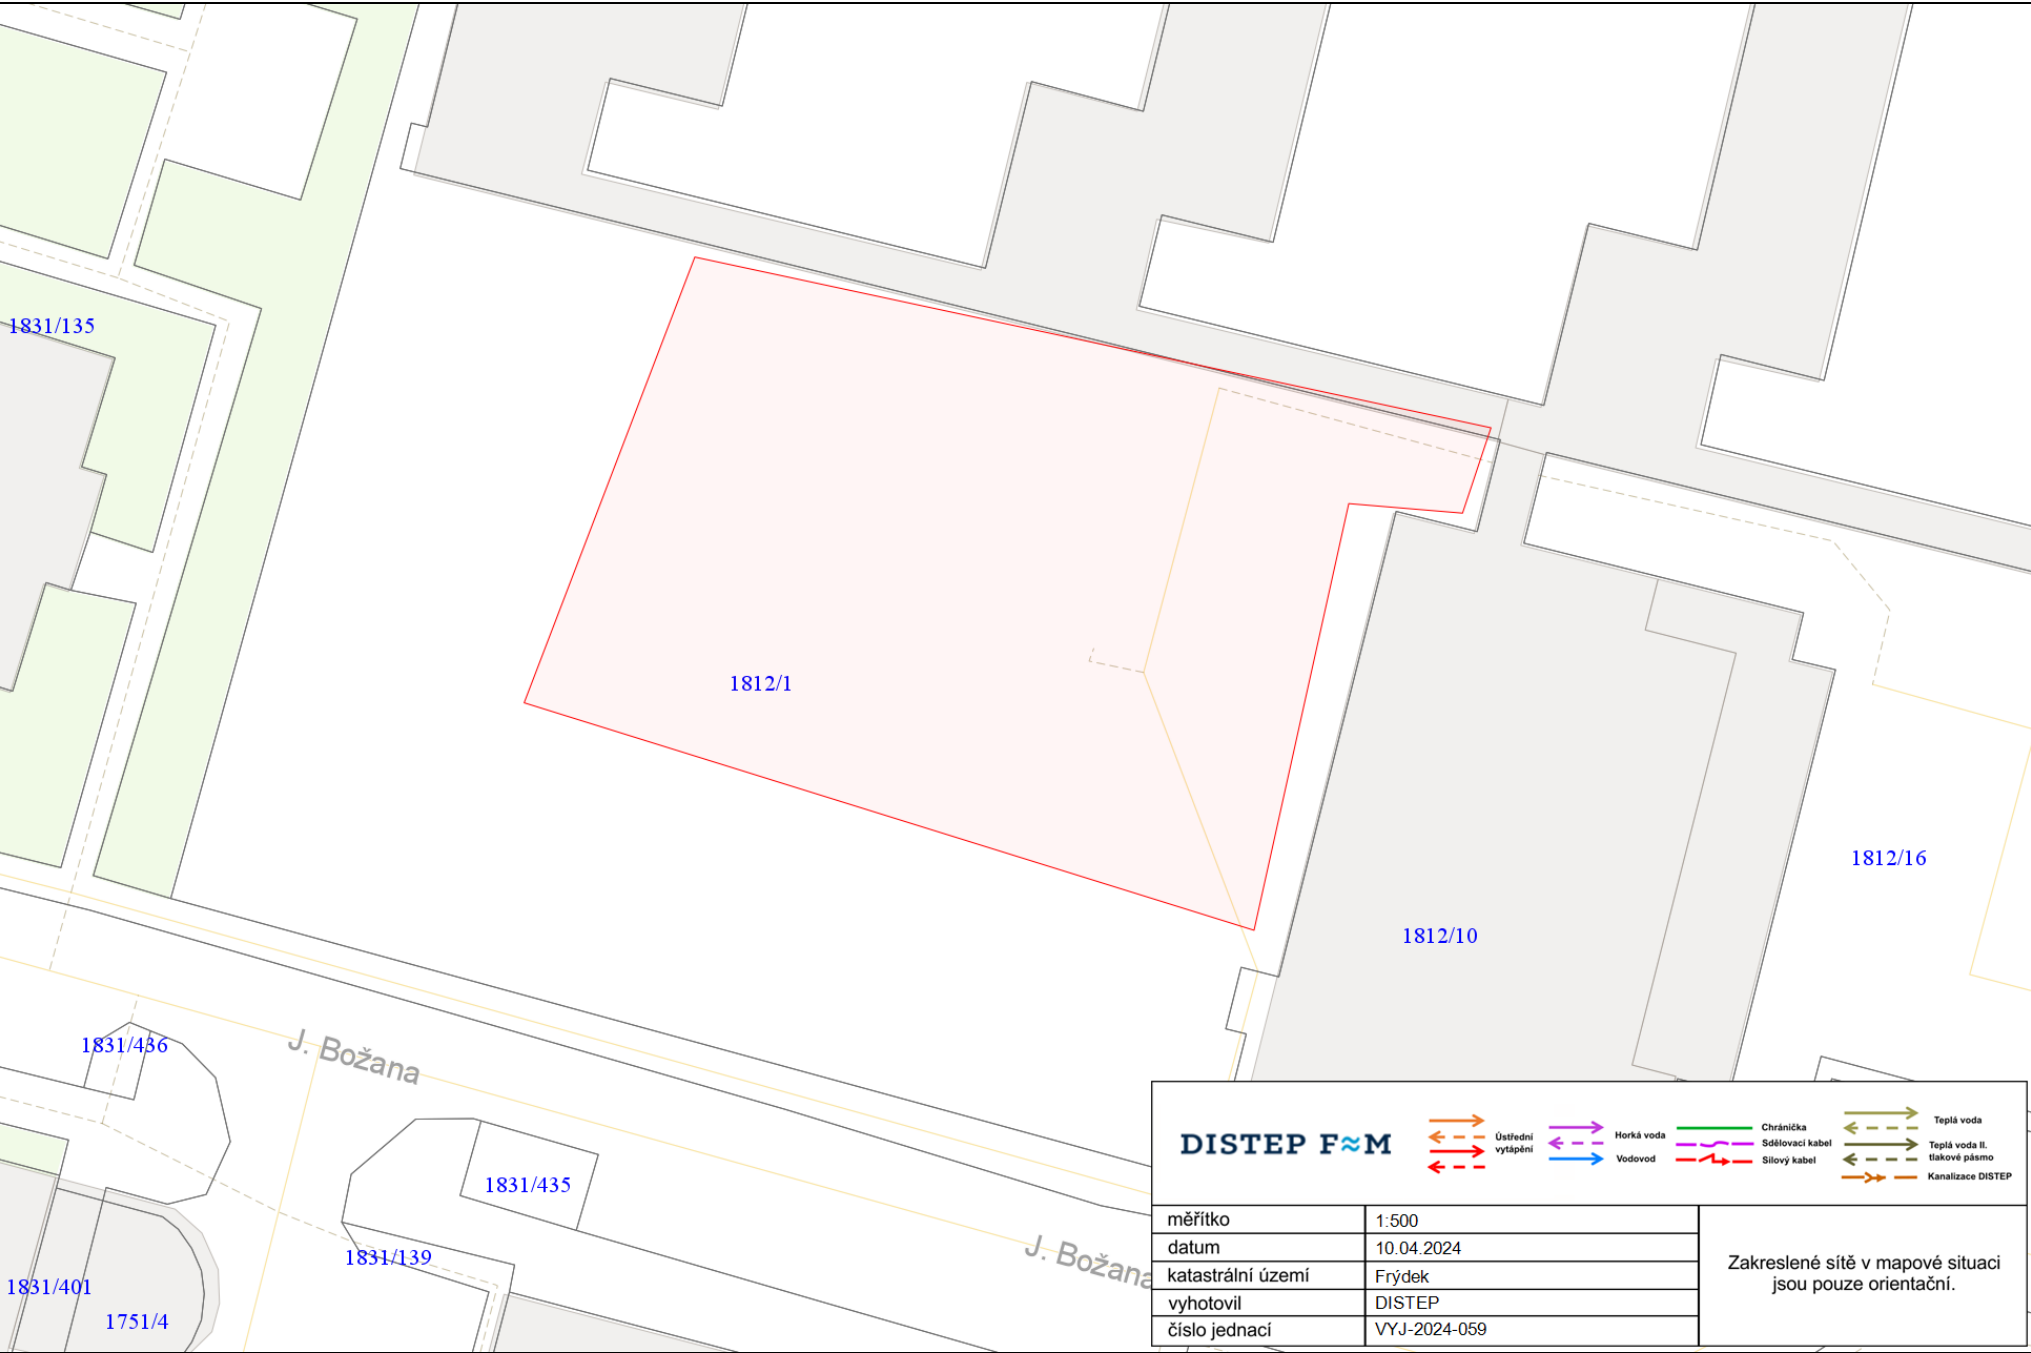 1831/135
1812/1
1812/16
1812/10
1831/436
J. Božana
1831/435
J. Božana
1831/139
1831/401
1751/4
DISTEP F≈M
Ústřední
vytápění
Horká voda
Vodovod
Chránička
Sdělovací kabel
Silový kabel
Teplá voda
Teplá voda II.
tlakové pásmo
Kanalizace DISTEP
měřítko 1:500
datum 10.04.2024
katastrální území Frýdek
vyhotovil DISTEP
číslo jednací VYJ-2024-059
Zakreslené sítě v mapové situaci
jsou pouze orientační.